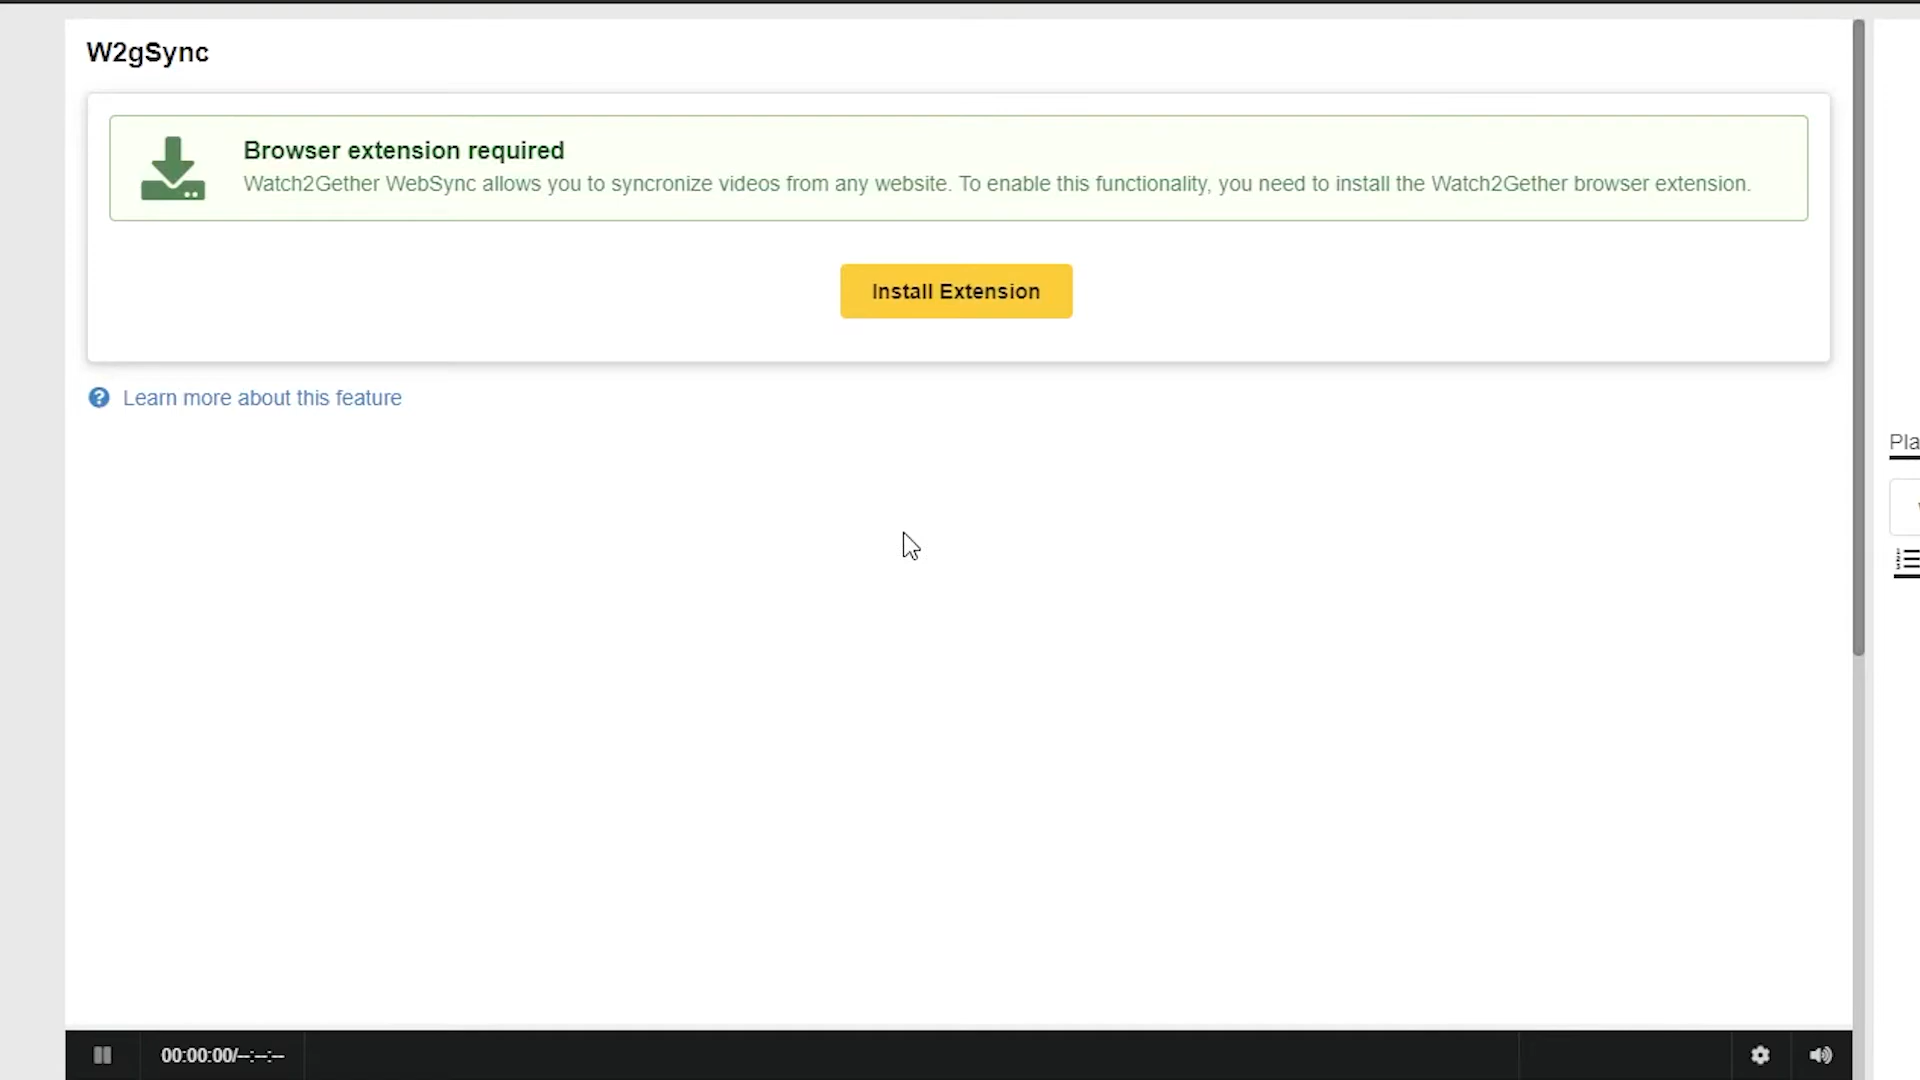 W2gSync
Browser extension required
Watch2Gether WebSync allows you to syncronize videos from any website. To enable this functionality, you need to install the Watch2Gether browser extension.
Install Extension
Learn more about this feature
Pla
00:00:00/--:--:--